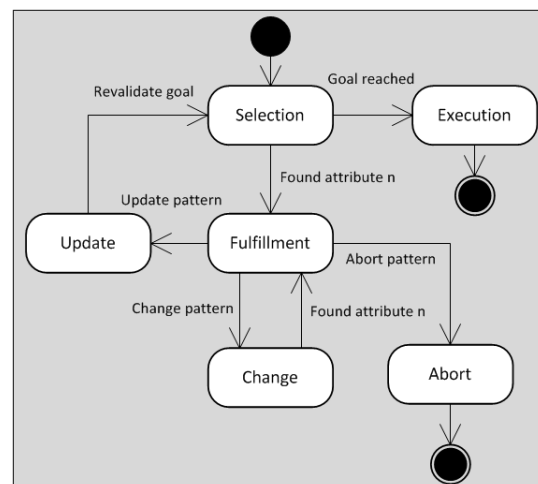 Goal reached
Revalidate goal
Selection
Execution
Found attribute n
Update pattern
Update
Fulfillment
Abort pattern
Change pattern
Found attribute n
Change
Abort